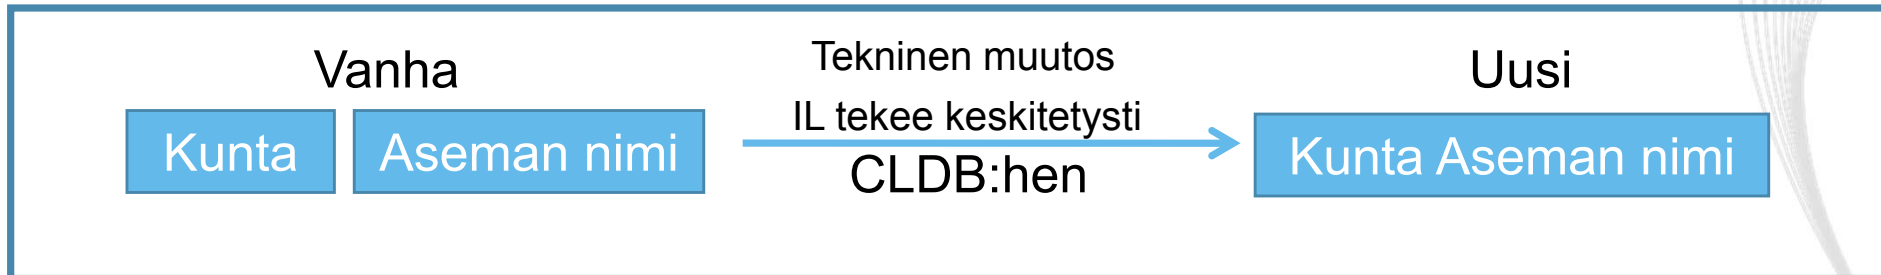 Vanha
Kunta
Aseman nimi
Tekninen muutos
IL tekee keskitetysti
CLDB:hen
Uusi
Kunta Aseman nimi